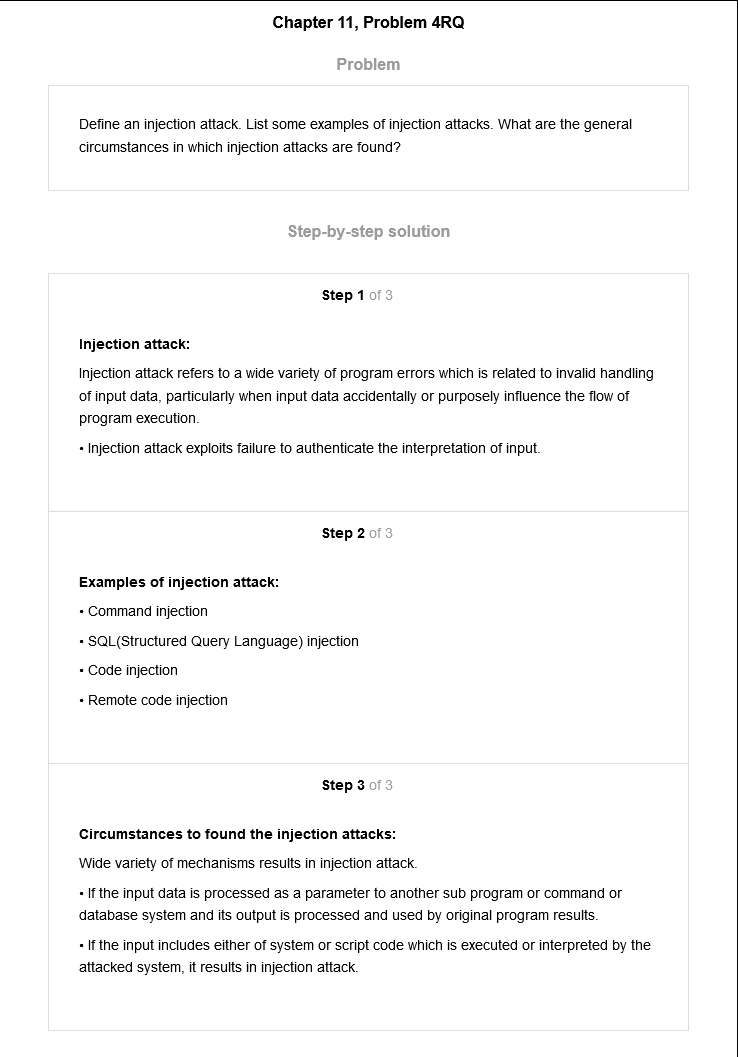 Chapter 11, Problem 4RQ
Problem
Define an injection attack. List some examples of injection attacks. What are the general
circumstances in which injection attacks are found?
Step-by-step solution
Step 1 of 3
Injection attack:
Injection attack refers to a wide variety of program errors which is related to invalid handling
of input data, particularly when input data accidentally or purposely influence the flow of
program execution.
• Injection attack exploits failure to authenticate the interpretation of input.
Step 2 of 3
Examples of injection attack:
• Command injection
• SQL(Structured Query Language) injection
• Code injection
• Remote code injection
Step 3 of 3
Circumstances to found the injection attacks:
Wide variety of mechanisms results in injection attack.
• If the input data is processed as a parameter to another sub program or command or
database system and its output is processed and used by original program results.
• If the input includes either of system or script code which is executed or interpreted by the
attacked system, it results in injection attack.